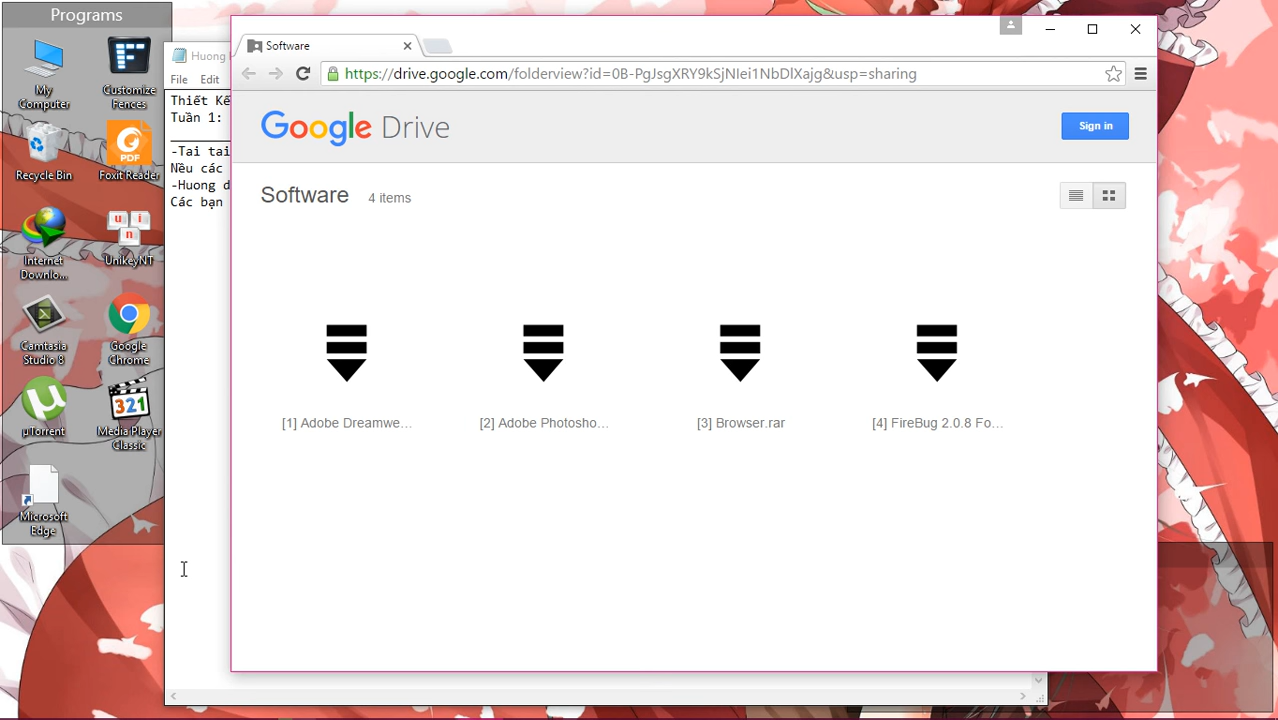 Programs
My
Computer
Customize
Fences
Recycle Bin
PDF
Foxit Reader
Internet
Downlo...
u i
n
UnikeyNT
Camtasia
Studio 8
Google
Chrome
µTorrent
321
Media Player
Classic
Microsoft
Edge
Huong
File Edit
Thiết Kế
Tuần 1:
-Tai tai
Nều các
-Huong d
Các bạn
Software
https://drive.google.com/folderview?id=0B-PgJsgXRY9kSjNIei1NbDlXajg&usp=sharing
Google Drive
Sign in
Software 4 items
[1] Adobe Dreamwe...
[2] Adobe Photosho...
[3] Browser.rar
[4] FireBug 2.0.8 Fo...